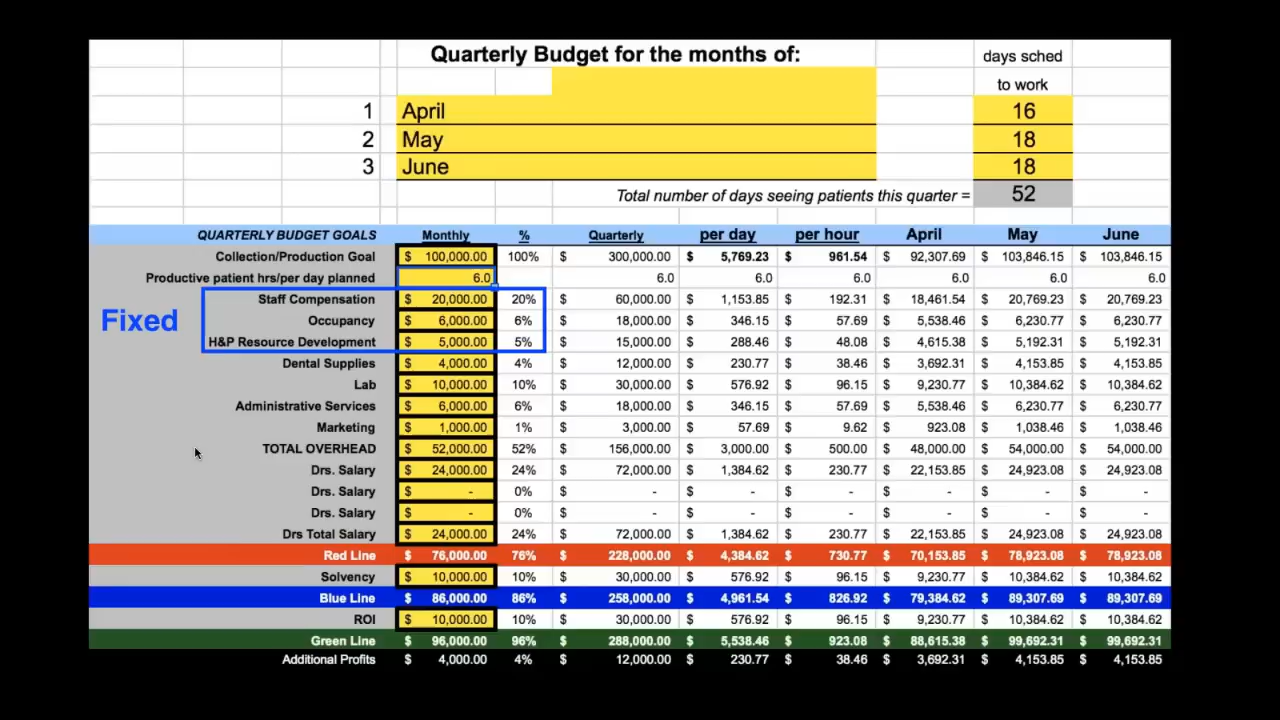 Quarterly Budget for the months of: days sched
to work
1 April 16
2 May 18
3 June 18
Total number of days seeing patients this quarter = 52
QUARTERLY BUDGET GOALS Monthly % Quarterly per day per hour April May June
Collection/Production Goal $ 100,000.00 100% $ 300,000.00 $ 5,769.23 $ 961.54 $ 92,307.69 $ 103,846.15 $ 103,846.15
Productive patient hrs/per day planned 6.0 6.0 6.0 6.0 6.0 6.0 6.0
Staff Compensation $ 20,000.00 20% $ 60,000.00 $ 1,153.85 $ 192.31 $ 18,461.54 $ 20,769.23 $ 20,769.23
Fixed Occupancy $ 6,000.00 6% $ 18,000.00 $ 346.15 $ 57.69 $ 5,538.46 $ 6,230.77 $ 6,230.77
H&P Resource Development $ 5,000.00 5% $ 15,000.00 $ 288.46 $ 48.08 $ 4,615.38 $ 5,192.31 $ 5,192.31
Dental Supplies $ 4,000.00 4% $ 12,000.00 $ 230.77 $ 38.46 $ 3,692.31 $ 4,153.85 $ 4,153.85
Lab $ 10,000.00 10% $ 30,000.00 $ 576.92 $ 96.15 $ 9,230.77 $ 10,384.62 $ 10,384.62
Administrative Services $ 6,000.00 6% $ 18,000.00 $ 346.15 $ 57.69 $ 5,538.46 $ 6,230.77 $ 6,230.77
Marketing $ 1,000.00 1% $ 3,000.00 $ 57.69 $ 9.62 $ 923.08 $ 1,038.46 $ 1,038.46
TOTAL OVERHEAD $ 52,000.00 52% $ 156,000.00 $ 3,000.00 $ 500.00 $ 48,000.00 $ 54,000.00 $ 54,000.00
Drs. Salary $ 24,000.00 24% $ 72,000.00 $ 1,384.62 $ 230.77 $ 22,153.85 $ 24,923.08 $ 24,923.08
Drs. Salary $ - 0% $ - $ - $ - $ - $ - $ -
Drs. Salary $ - 0% $ - $ - $ - $ - $ - $ -
Drs Total Salary $ 24,000.00 24% $ 72,000.00 $ 1,384.62 $ 230.77 $ 22,153.85 $ 24,923.08 $ 24,923.08
Red Line $ 76,000.00 76% $ 228,000.00 $ 4,384.62 $ 730.77 $ 70,153.85 $ 78,923.08 $ 78,923.08
Solvency $ 10,000.00 10% $ 30,000.00 $ 576.92 $ 96.15 $ 9,230.77 $ 10,384.62 $ 10,384.62
Blue Line $ 86,000.00 86% $ 258,000.00 $ 4,961.54 $ 826.92 $ 79,384.62 $ 89,307.69 $ 89,307.69
ROI $ 10,000.00 10% $ 30,000.00 $ 576.92 $ 96.15 $ 9,230.77 $ 10,384.62 $ 10,384.62
Green Line $ 96,000.00 96% $ 288,000.00 $ 5,538.46 $ 923.08 $ 88,615.38 $ 99,692.31 $ 99,692.31
Additional Profits $ 4,000.00 4% $ 12,000.00 $ 230.77 $ 38.46 $ 3,692.31 $ 4,153.85 $ 4,153.85